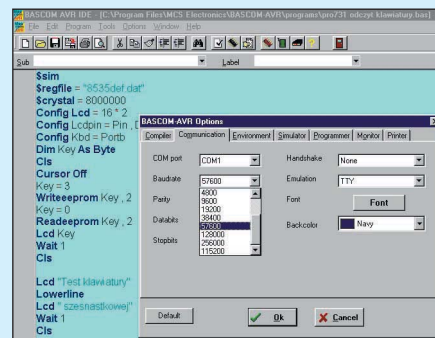 BASCOM AVR IDE - [C:\Program Files\MCS Electronics\BASCOM-AVR\programs\pro731 odczyt klawiatury.bas]
File Edit Program Tools Options Window Help
Sub Label
$sim
$regfile = "8535def.dat"
$crystal = 8000000
Config Lcd = 16 * 2
Config Lcdpin = Pin , D
Config Kbd = Portb
Dim Key As Byte
Cls
Cursor Off
Key = 3
Writeeeprom Key , 2
Key = 0
Readeeprom Key , 2
Lcd Key
Wait 1
Cls
Lcd "Test klawiatury"
Lowerline
Lcd " szesnastkowej"
Wait 1
Cls
BASCOM-AVR Options
Compiler Communication Environment Simulator Programmer Monitor Printer
COM port COM1 Handshake None
Baudrate 57600 Emulation TTY
4800
Parity 9600 Font Font
19200
Databits 38400 Backcolor Navy
57600
128000
Stopbits 256000
115200
Default Ok Cancel